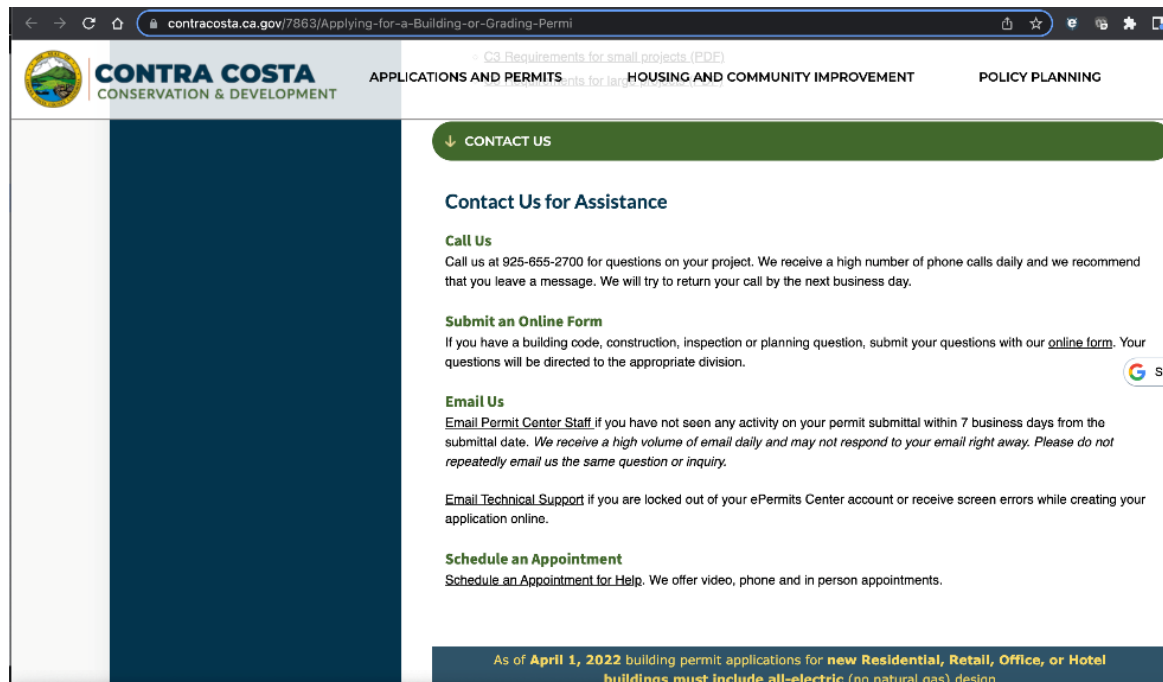 contracosta.ca.gov/7863/Applying-for-a-Building-or-Grading-Permi
C3 Requirements for small projects (PDF)
CONTRA COSTA
CONSERVATION & DEVELOPMENT
APPLICATIONS AND PERMITS HOUSING AND COMMUNITY IMPROVEMENT POLICY PLANNING
CONTACT US
Contact Us for Assistance
Call Us
Call us at 925-655-2700 for questions on your project. We receive a high number of phone calls daily and we recommend
that you leave a message. We will try to return your call by the next business day.
Submit an Online Form
If you have a building code, construction, inspection or planning question, submit your questions with our online form. Your
questions will be directed to the appropriate division.
Email Us
Email Permit Center Staff if you have not seen any activity on your permit submittal within 7 business days from the
submittal date. We receive a high volume of email daily and may not respond to your email right away. Please do not
repeatedly email us the same question or inquiry.
Email Technical Support if you are locked out of your ePermits Center account or receive screen errors while creating your
application online.
Schedule an Appointment
Schedule an Appointment for Help. We offer video, phone and in person appointments.
As of April 1, 2022 building permit applications for new Residential, Retail, Office, or Hotel
buildings must include all-electric (no natural gas) design